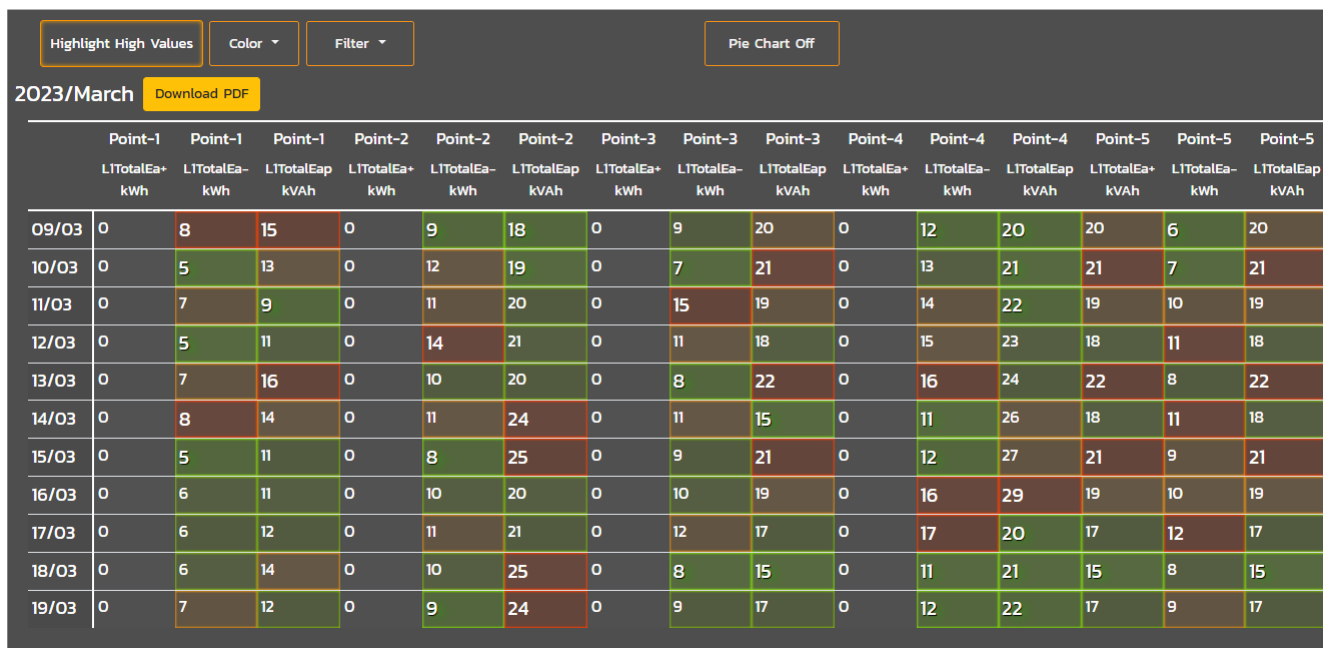 Highlight High Values Color Filter Pie Chart Off
2023/March Download PDF
Point-1 Point-1 Point-1 Point-2 Point-2 Point-2 Point-3 Point-3 Point-3 Point-4 Point-4 Point-4 Point-5 Point-5 Point-5
L1TotalEa+ L1TotalEa- L1TotalEap L1TotalEa+ L1TotalEa- L1TotalEap L1TotalEa+ L1TotalEa- L1TotalEap L1TotalEa+ L1TotalEa- L1TotalEap L1TotalEa+ L1TotalEa- L1TotalEap
kWh kWh kVAh kWh kWh kVAh kWh kWh kVAh kWh kWh kVAh kWh kWh kVAh
09/03 0 8 15 0 9 18 0 9 20 0 12 20 20 6 20
10/03 0 5 13 0 12 19 0 7 21 0 13 21 21 7 21
11/03 0 7 9 0 11 20 0 15 19 0 14 22 19 10 19
12/03 0 5 11 0 14 21 0 11 18 0 15 23 18 11 18
13/03 0 7 16 0 10 20 0 8 22 0 16 24 22 8 22
14/03 0 8 14 0 11 24 0 11 15 0 11 26 18 11 18
15/03 0 5 11 0 8 25 0 9 21 0 12 27 21 9 21
16/03 0 6 11 0 10 20 0 10 19 0 16 29 19 10 19
17/03 0 6 12 0 11 21 0 12 17 0 17 20 17 12 17
18/03 0 6 14 0 10 25 0 8 15 0 11 21 15 8 15
19/03 0 7 12 0 9 24 0 9 17 0 12 22 17 9 17